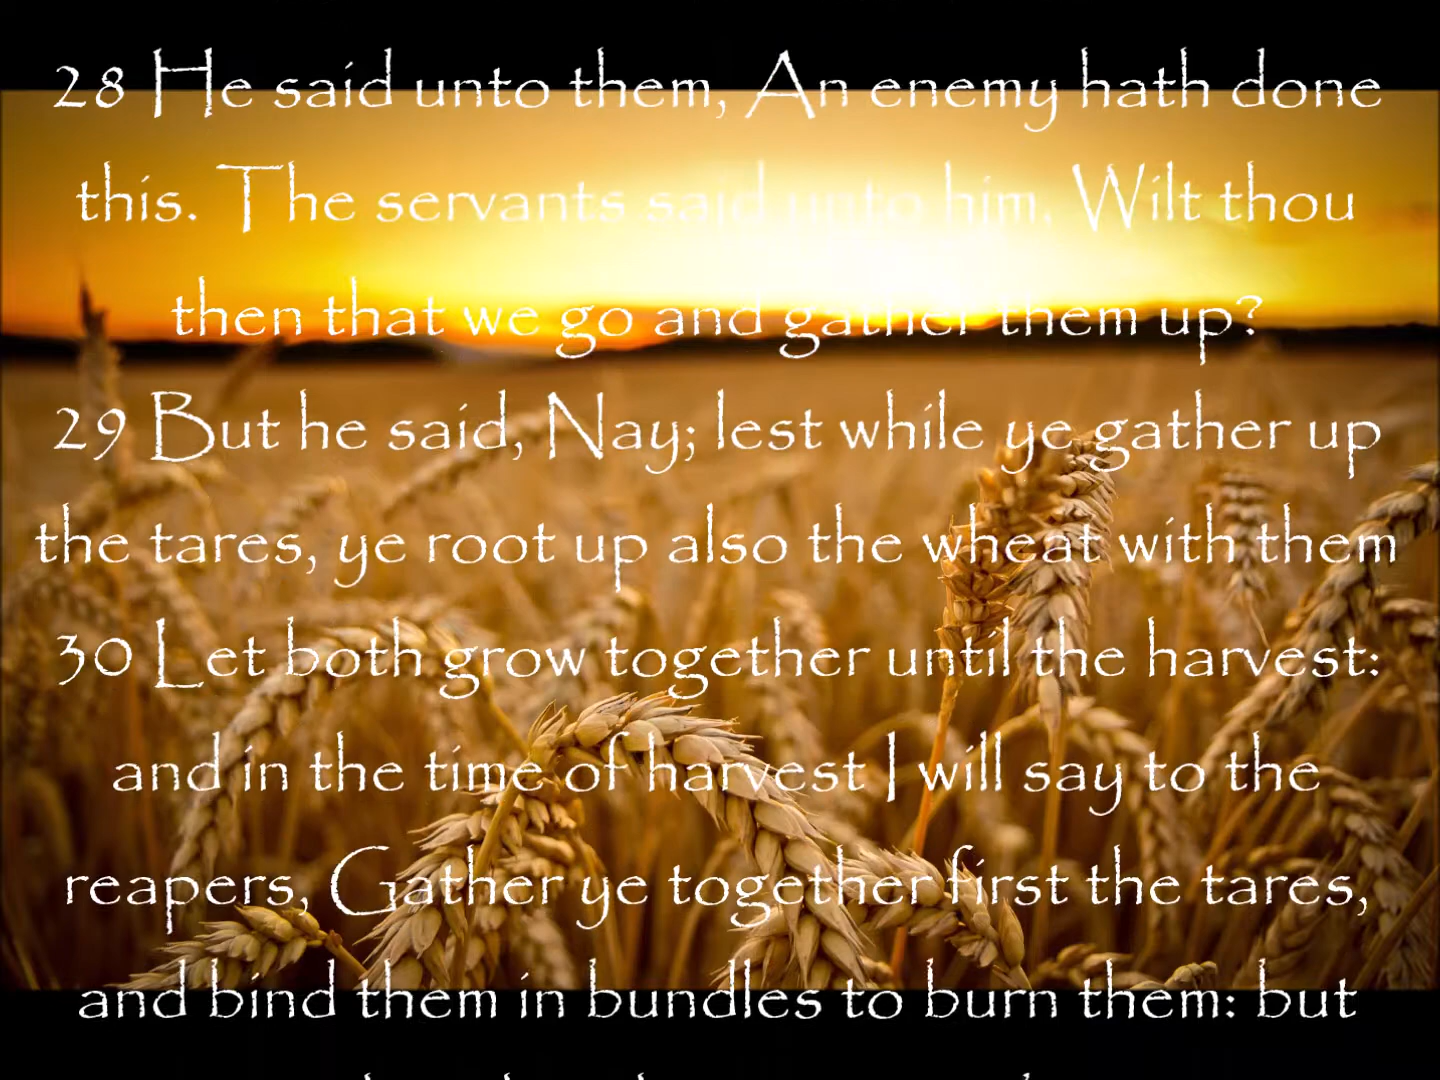 28 He said unto them, An enemy hath done
this. The servants said unto him, Wilt thou
then that we go and gather them up?
29 But he said, Nay; lest while ye gather up
the tares, ye root up also the wheat with them
30 Let both grow together until the harvest:
and in the time of harvest I will say to the
reapers, Gather ye together first the tares,
and bind them in bundles to burn them: but